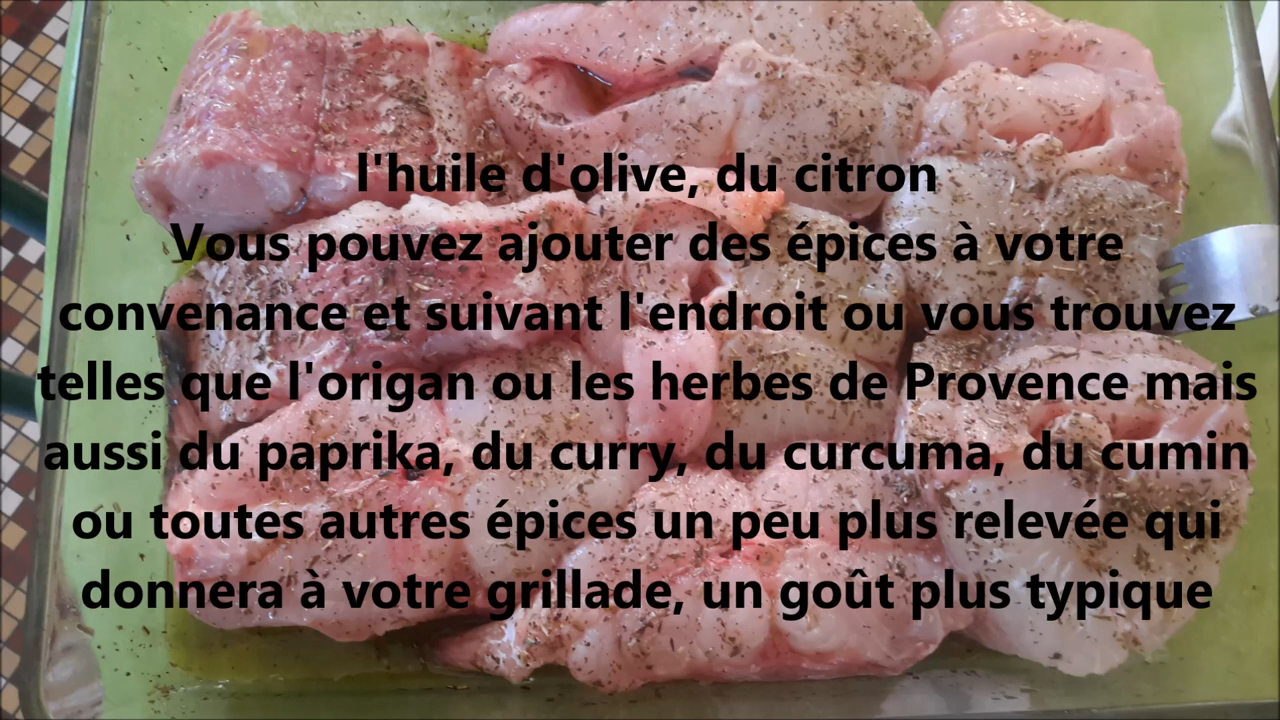 l'huile d'olive, du citron
Vous pouvez ajouter des épices à votre
convenance et suivant l'endroit ou vous trouvez
telles que l'origan ou les herbes de Provence mais
aussi du paprika, du curry, du curcuma, du cumin
ou toutes autres épices un peu plus relevée qui
donnera à votre grillade, un goût plus typique